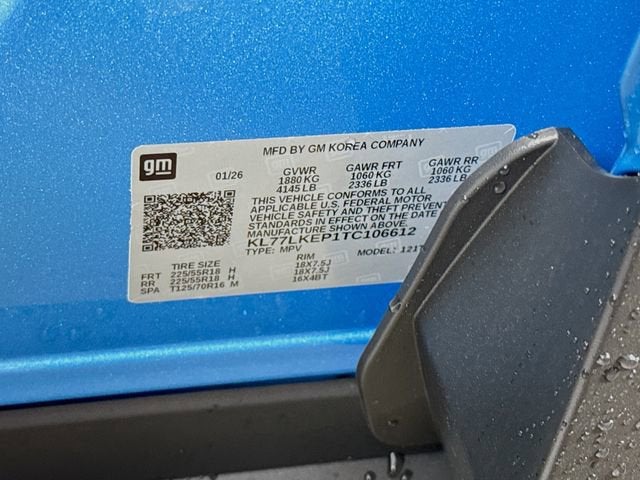 MFD BY GM KOREA COMPANY
gm
01/26
GVWR GAWR FRT GAWR RR
1880 KG 1060 KG 1060 KG
4145 LB 2336 LB 2336 LB
THIS VEHICLE CONFORMS TO ALL
APPLICABLE U.S. FEDERAL MOTOR
VEHICLE SAFETY AND THEFT PREVENT
STANDARDS IN EFFECT ON THE DATE
MANUFACTURE SHOWN ABOVE.
KL77LKEP1TC106612
TYPE: MPV MODEL: 121T
TIRE SIZE RIM
FRT 225/55R18 H 18X7.5J
RR 225/55R18 H 18X7.5J
SPA T125/70R16 M 16X4BT